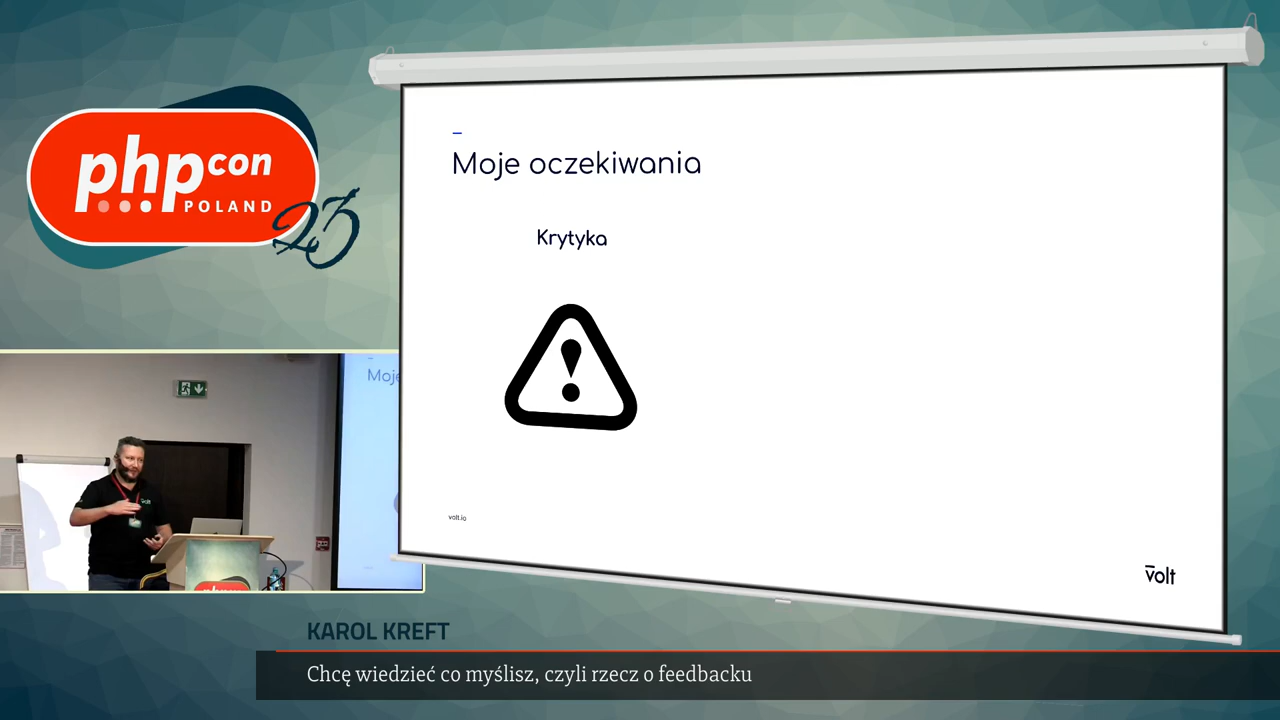 php con
POLAND
23
Moje oczekiwania
Krytyka
volt.io
volt
Moje
volt
KAROL KREFT
Chcę wiedzieć co myślisz, czyli rzecz o feedbacku